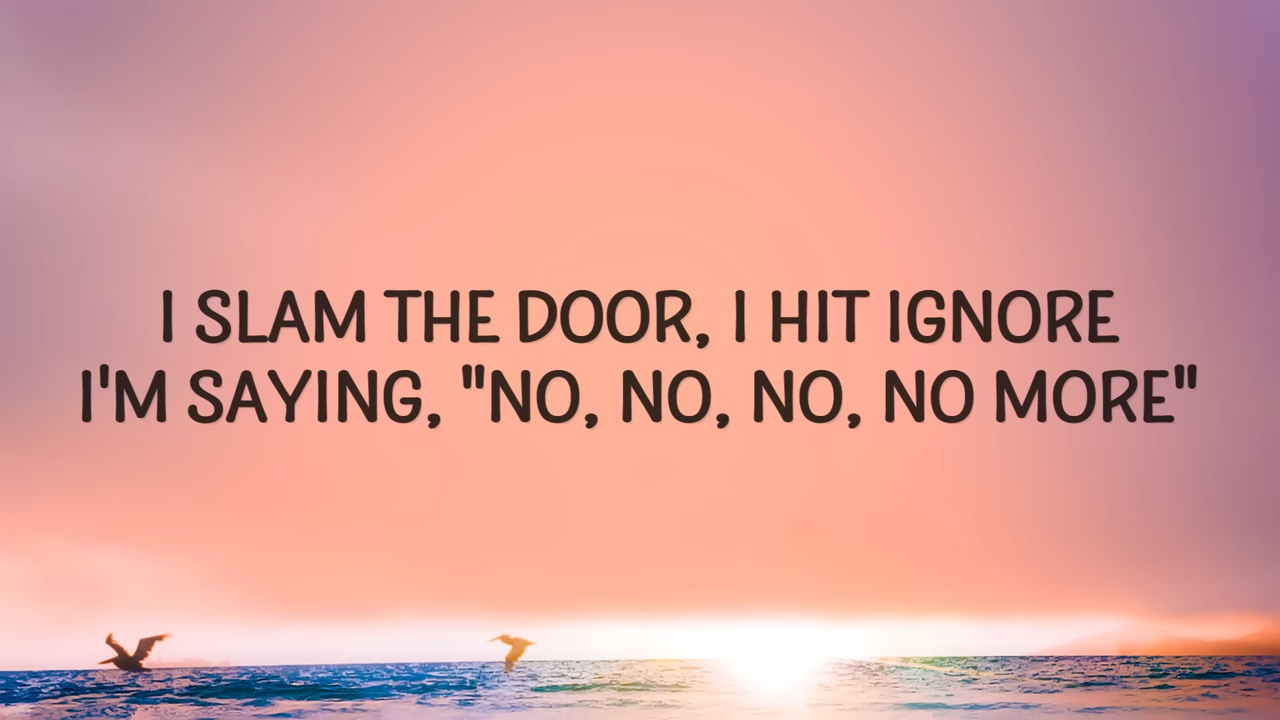 I SLAM THE DOOR, I HIT IGNORE
I'M SAYING, "NO, NO, NO, NO MORE"